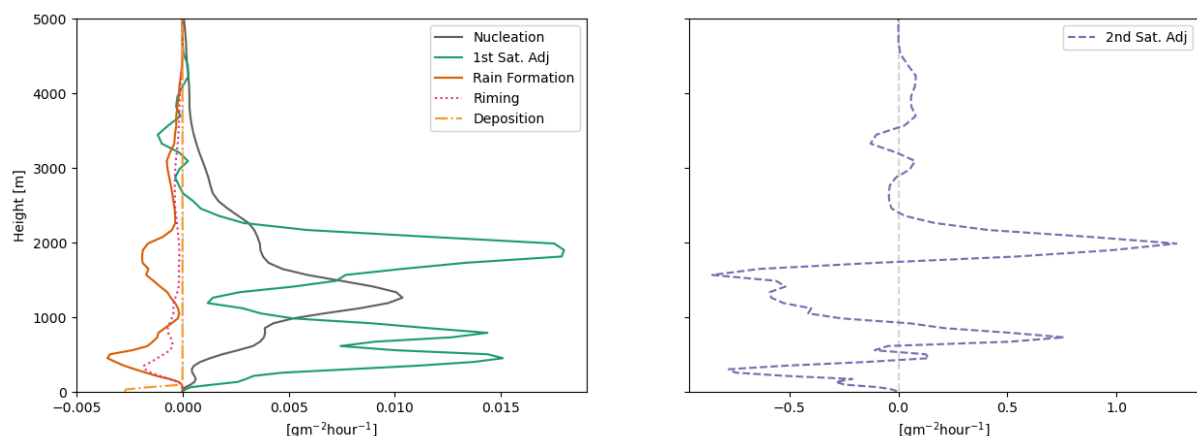 5000
4000
3000
2000
1000
0
Height [m]
−0.005 0.000 0.005 0.010 0.015
[gm⁻²hour⁻¹]
Nucleation
1st Sat. Adj
Rain Formation
Riming
Deposition
2nd Sat. Adj
−0.5 0.0 0.5 1.0
[gm⁻²hour⁻¹]